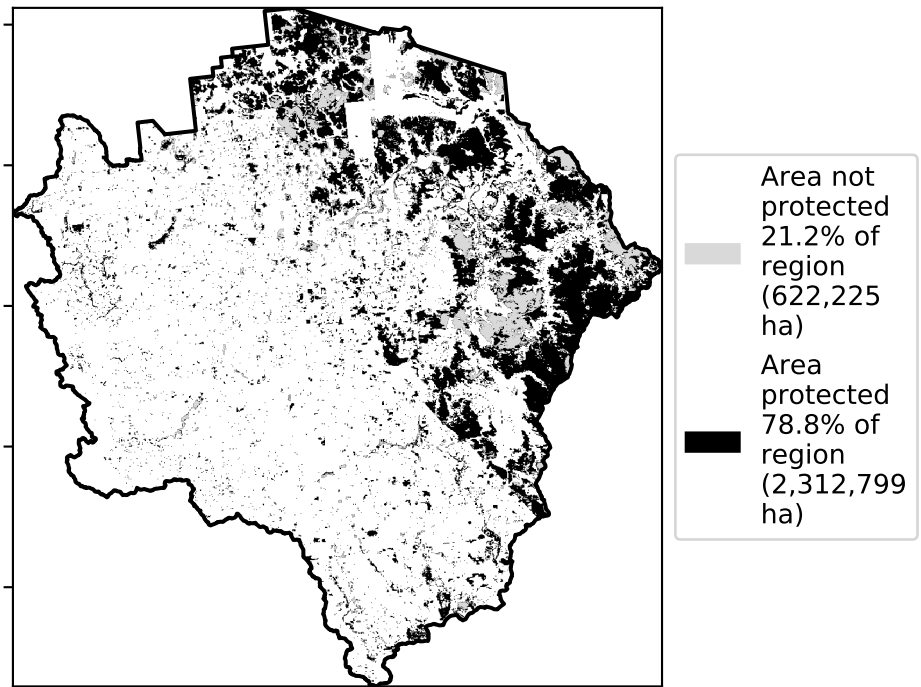 Area not
protected
21.2% of
region
(622,225
ha)
Area
protected
78.8% of
region
(2,312,799
ha)